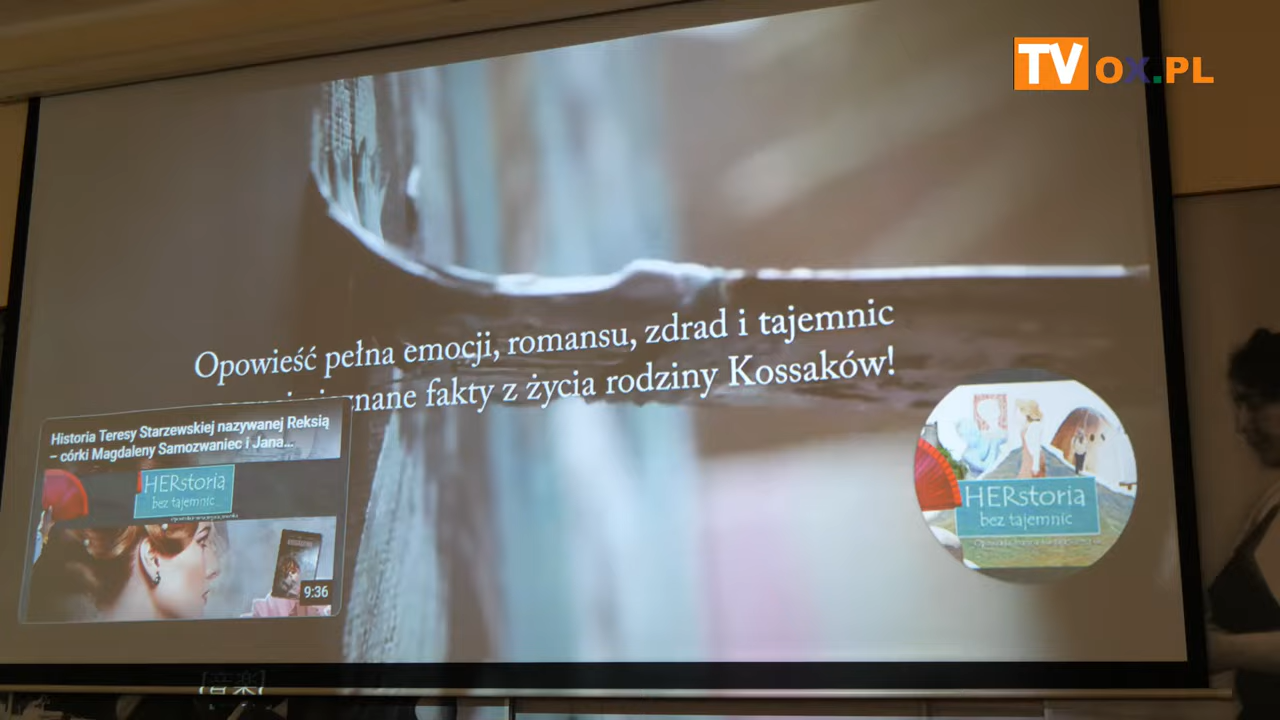 TVOX.PL
Opowieść pełna emocji, romansu, zdrad i tajemnic
znane fakty z życia rodziny Kossaków!
Historia Teresy Starzewskiej nazywanej Reksią
– córki Magdaleny Samozwaniec i Jana...
HERstoria
bez tajemnic
9:36
HERstoria
bez tajemnic
[音楽]